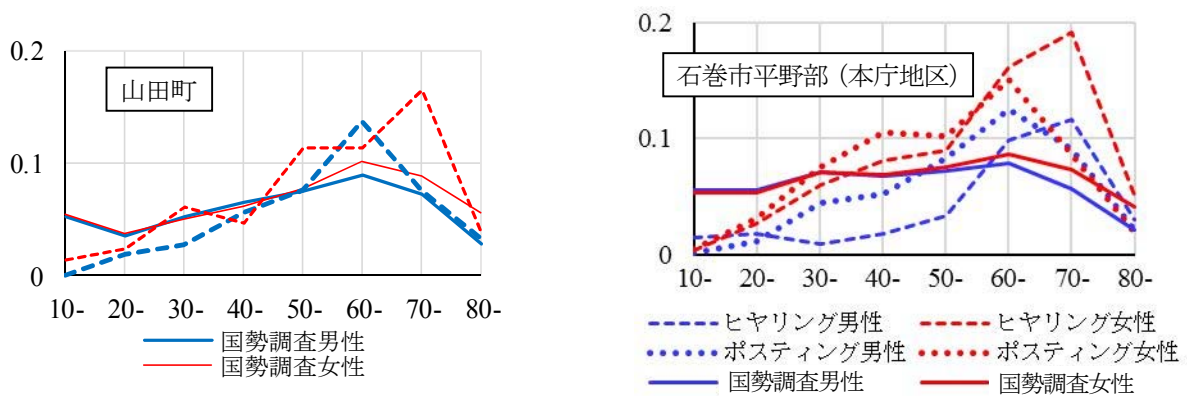 0.2
山田町
0.1
0
10- 20- 30- 40- 50- 60- 70- 80-
国勢調査男性
国勢調査女性
0.2
石巻市平野部(本庁地区)
0.1
0
10- 20- 30- 40- 50- 60- 70- 80-
ヒヤリング男性 ヒヤリング女性
ポスティング男性 ポスティング女性
国勢調査男性 国勢調査女性